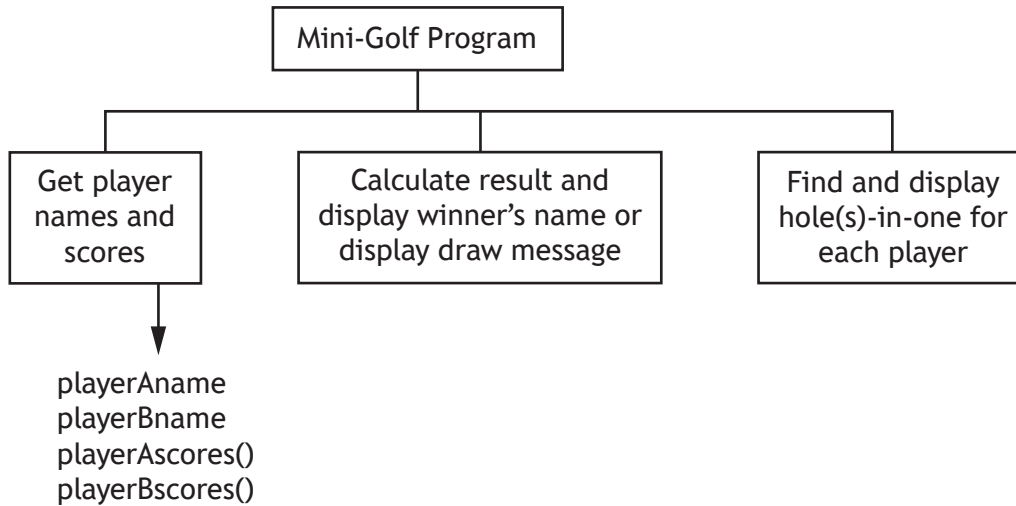 Mini-Golf Program
Get player
names and
scores
Calculate result and
display winner’s name or
display draw message
Find and display
hole(s)-in-one for
each player
playerAname
playerBname
playerAscores()
playerBscores()